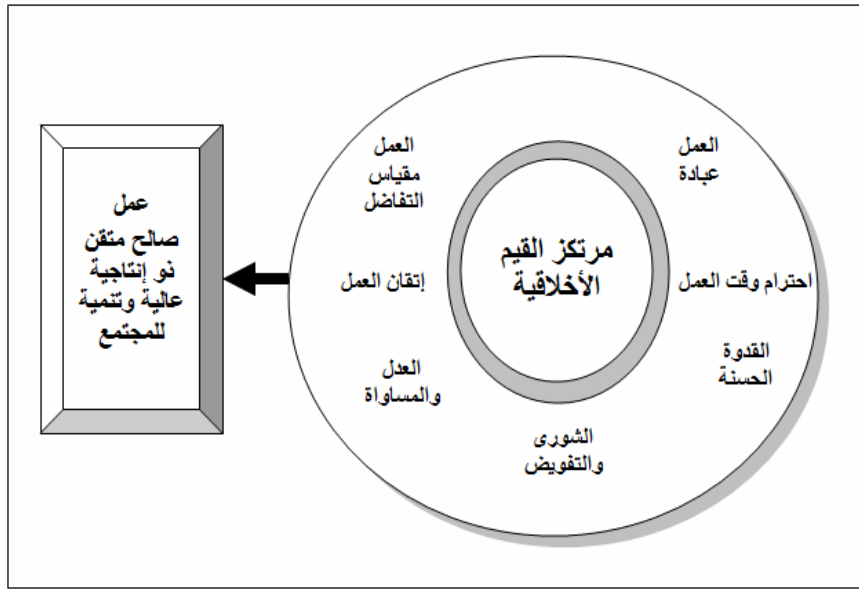 العمل
عبادة
العمل
مقياس
التفاضل
مرتكز القيم
الأخلاقية
احترام وقت العمل
إتقان العمل
القدوة
الحسنة
العدل
والمساواة
الشورى
والتفويض
عمل
صالح متقن
ذو إنتاجية
عالية وتنمية
للمجتمع